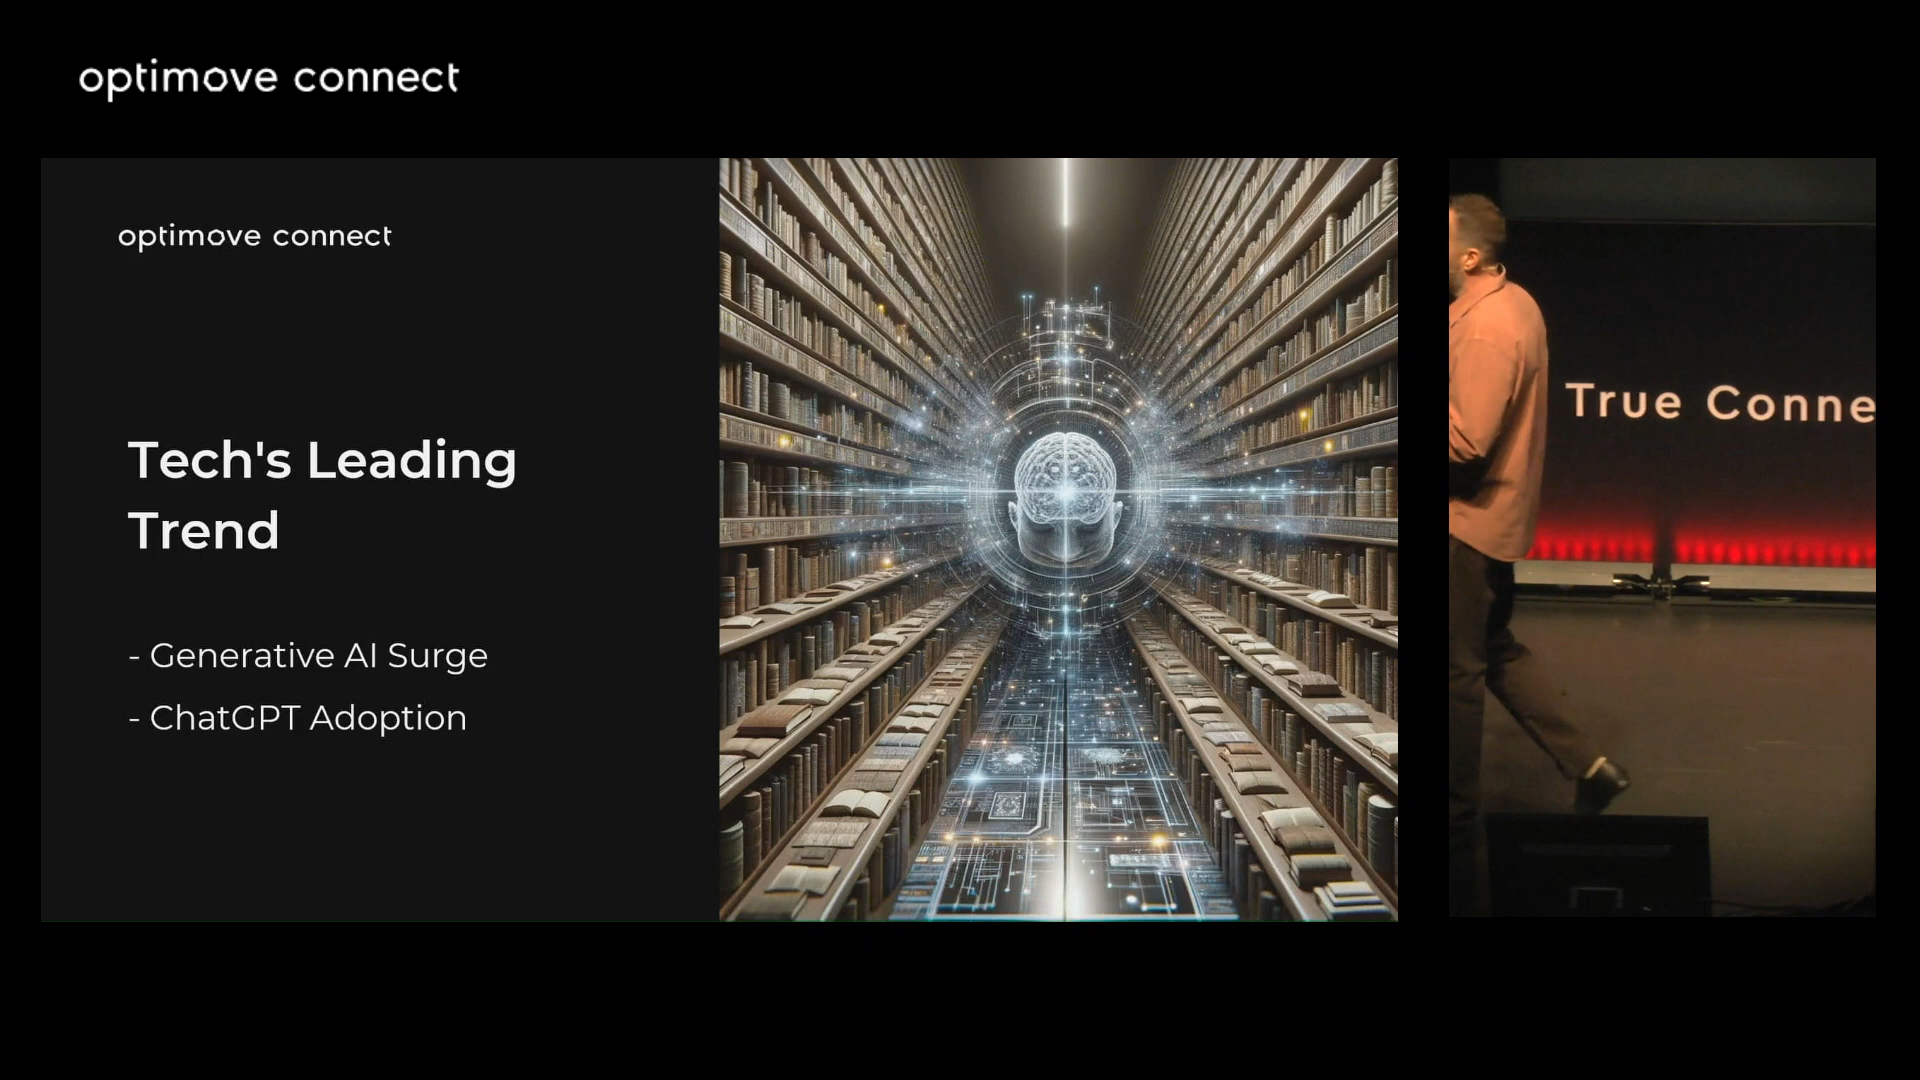 optimove connect
optimove connect
Tech's Leading
Trend
- Generative AI Surge
- ChatGPT Adoption
True Conne